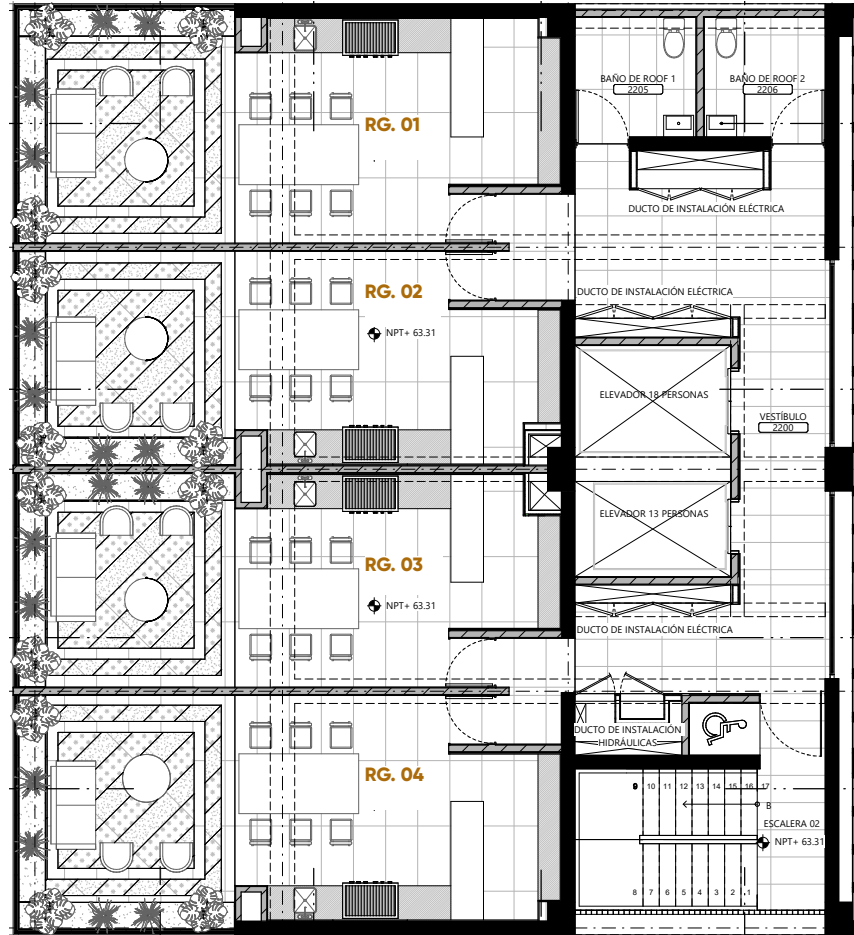 BAÑO DE ROOF 1
2205
BAÑO DE ROOF 2
2206
RG. 01
DUCTO DE INSTALACIÓN ELÉCTRICA
RG. 02
DUCTO DE INSTALACIÓN ELÉCTRICA
NPT+ 63.31
ELEVADOR 18 PERSONAS
VESTÍBULO
2200
ELEVADOR 13 PERSONAS
RG. 03
NPT+ 63.31
DUCTO DE INSTALACIÓN ELÉCTRICA
DUCTO DE INSTALACIÓN
HIDRÁULICAS
RG. 04
9 10 11 12 13 14 15 16 17
B
ESCALERA 02
NPT+ 63.31
8 7 6 5 4 3 2 1